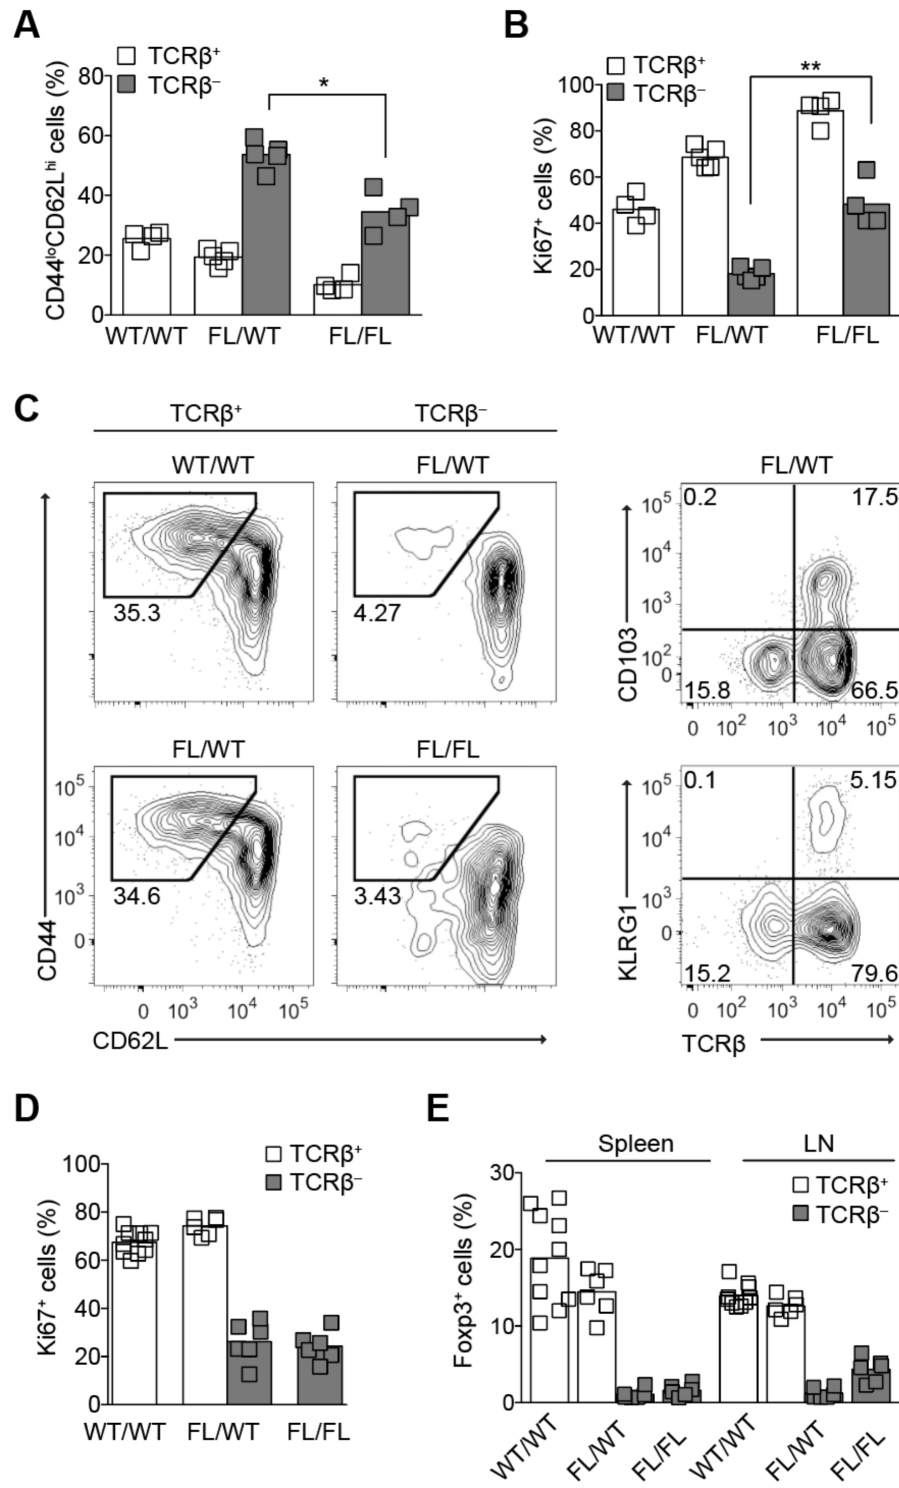 A
TCRβ⁺
TCRβ⁻
CD44ˡᵒCD62Lʰⁱ cells (%)
80
60
40
20
0
*
WT/WT FL/WT FL/FL
B
TCRβ⁺
TCRβ⁻
Ki67⁺ cells (%)
100
80
60
40
20
0
**
WT/WT FL/WT FL/FL
C
TCRβ⁺ TCRβ⁻
WT/WT FL/WT FL/WT
35.3
4.27
10⁵
10⁴
10³
10²
0
CD103
0.2 17.5
15.8 66.5
0 10² 10³ 10⁴ 10⁵
FL/WT FL/FL
10⁵
10⁴
10³
0
CD44
34.6
3.43
0 10³ 10⁴ 10⁵
CD62L
10⁵
10⁴
10³
0
KLRG1
0.1 5.15
15.2 79.6
0 10² 10³ 10⁴ 10⁵
TCRβ
D
TCRβ⁺
TCRβ⁻
Ki67⁺ cells (%)
100
80
60
40
20
0
WT/WT FL/WT FL/FL
E
Spleen LN
TCRβ⁺
TCRβ⁻
Foxp3⁺ cells (%)
30
20
10
0
WT/WT FL/WT FL/FL WT/WT FL/WT FL/FL